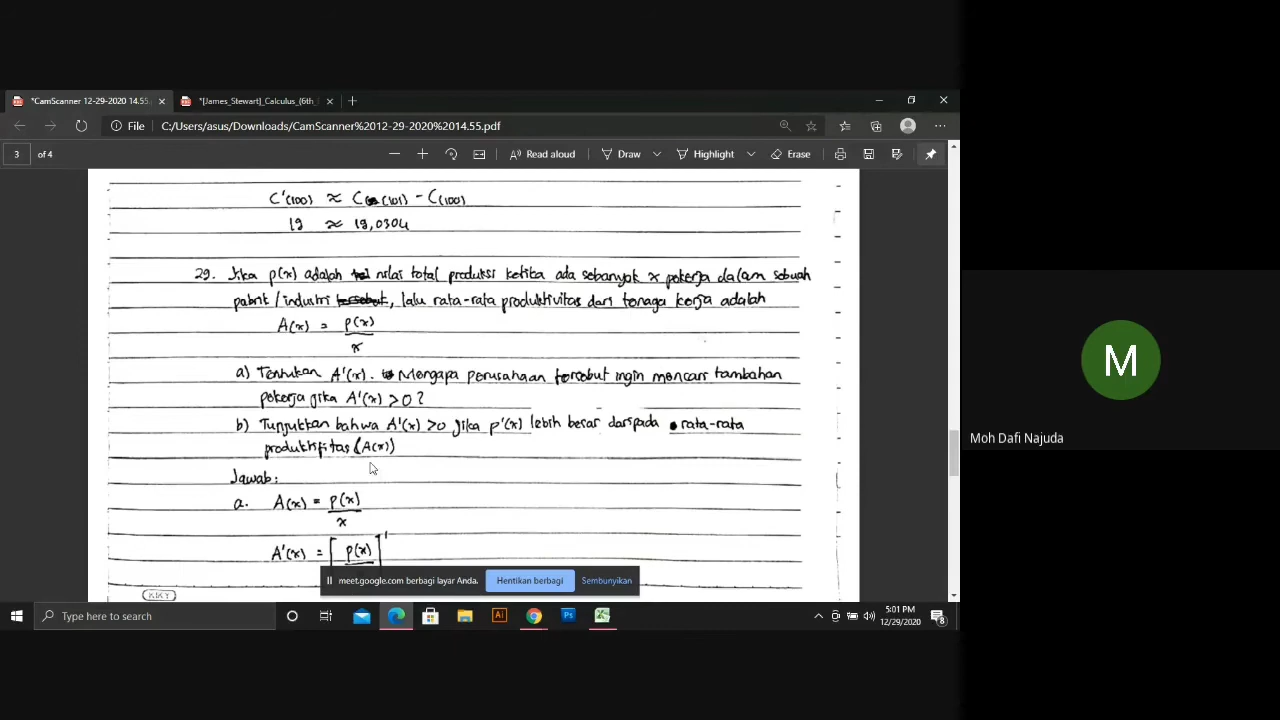 *CamScanner 12-29-2020 14.55.
*[James_Stewart]_Calculus_(6th_
File
C:/Users/asus/Downloads/CamScanner%2012-29-2020%2014.55.pdf
3 of 4
Read aloud
Draw
Highlight
Erase
C'(100) ≈ C(101) - C(100)
19 ≈ 19,0304
29. Jika p(x) adalah nilai total produksi ketika ada sebanyak x pekerja dalam sebuah
pabrik / industri , lalu rata-rata produktivitas dari tenaga kerja adalah
A(x) = p(x)
x
a) Tentukan A'(x). Mengapa perusahaan tersebut ingin mencari tambahan
pekerja jika A'(x) > 0 ?
b) Tunjukkan bahwa A'(x) > 0 jika p'(x) lebih besar daripada rata-rata
produktifitas (A(x))
Jawab:
a. A(x) = p(x)
x
A'(x) = [ p(x) ]'
meet.google.com berbagi layar Anda.
Hentikan berbagi
Sembunyikan
KKY
Type here to search
5:01 PM
12/29/2020
8
M
Moh Dafi Najuda